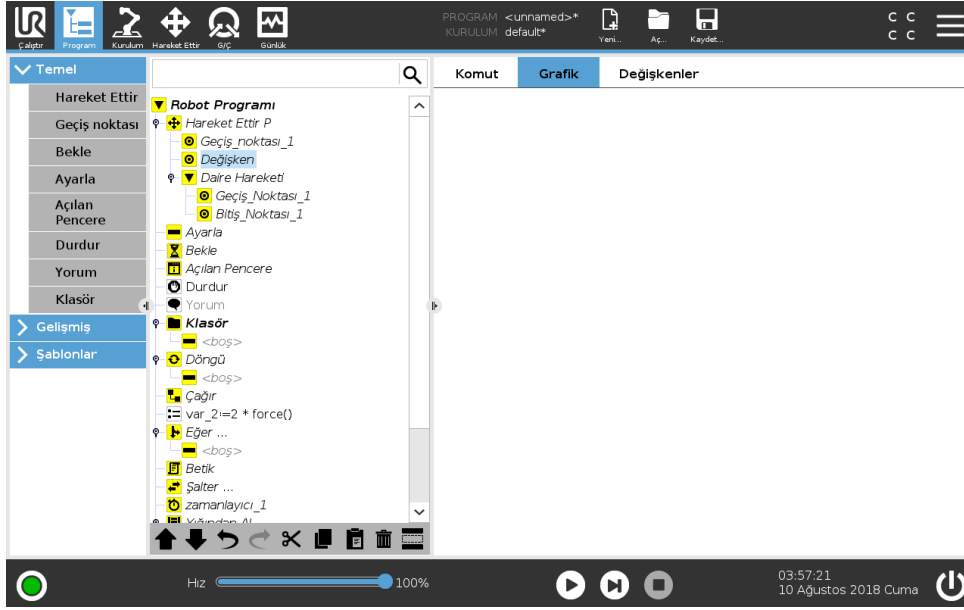 PROGRAM <unnamed>*
KURULUM default*
Çalıştır
Program
Kurulum
Hareket Ettir
G/Ç
Günlük
Yeni...
Aç...
Kaydet...
C C
C C
Temel
Hareket Ettir
Geçiş noktası
Bekle
Ayarla
Açılan
Pencere
Durdur
Yorum
Klasör
Gelişmiş
Şablonlar
Robot Programı
Hareket Ettir P
Geçiş_noktası_1
Değişken
Daire Hareketi
Geçiş_Noktası_1
Bitiş_Noktası_1
Ayarla
Bekle
Açılan Pencere
Durdur
Yorum
Klasör
<boş>
Döngü
<boş>
Çağır
var_2:=2 * force()
Eğer ...
<boş>
Betik
Şalter ...
zamanlayıcı_1
Yığından Al
Komut
Grafik
Değişkenler
Hız
100%
03:57:21
10 Ağustos 2018 Cuma